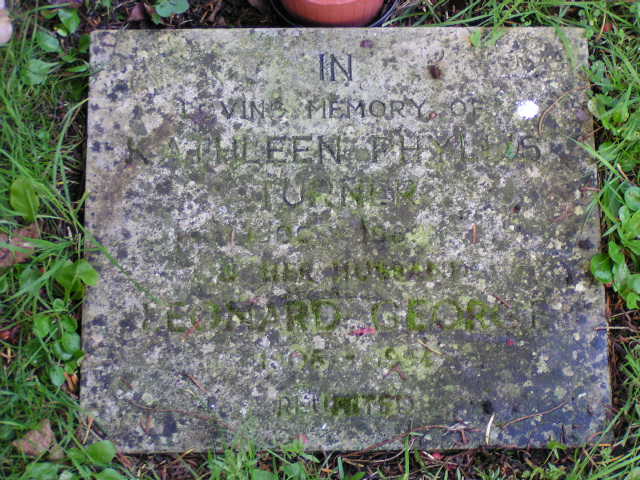 IN
LOVING MEMORY OF
KATHLEEN PHYLLIS
TURNER
HER HUSBAND
LEONARD GEORGE
REUNITED